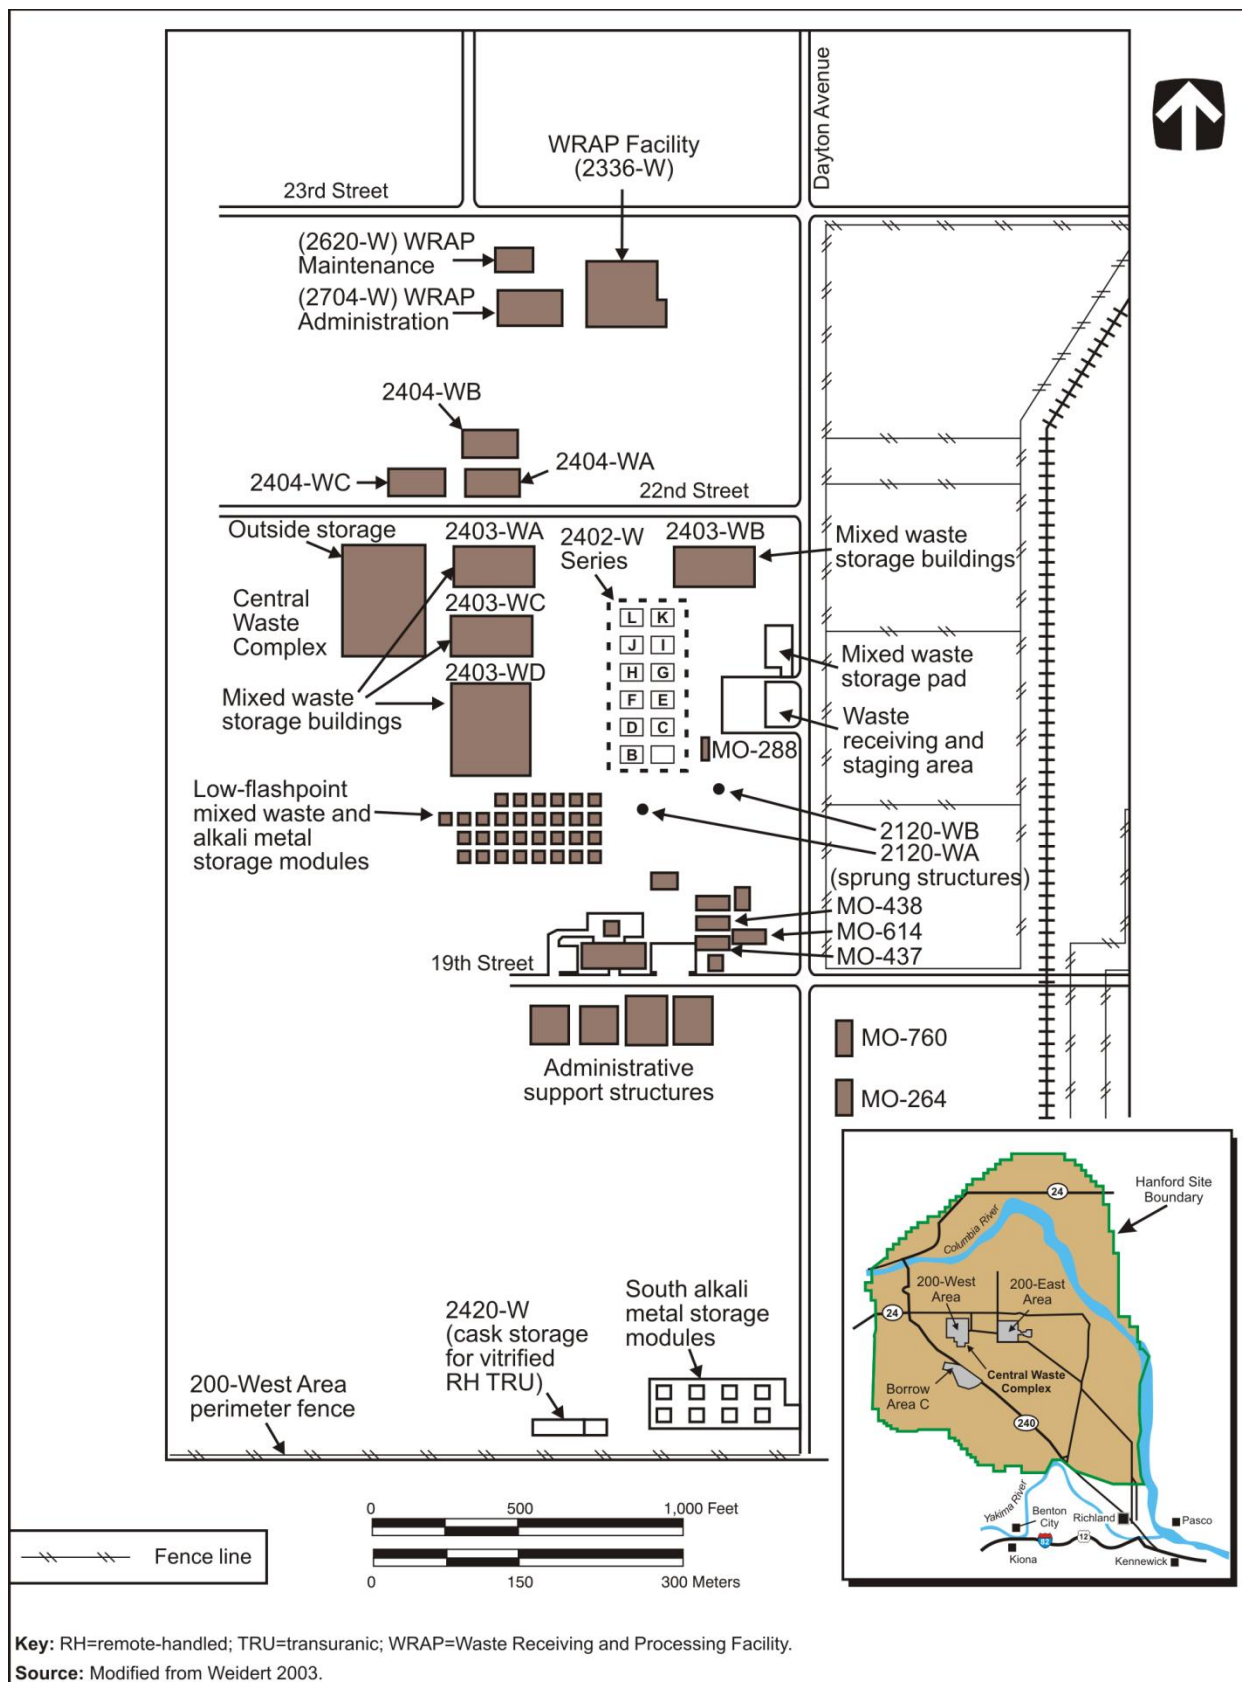 Dayton Avenue
WRAP Facility
(2336-W)
23rd Street
(2620-W) WRAP
Maintenance
(2704-W) WRAP
Administration
2404-WB
2404-WA
2404-WC
22nd Street
Outside storage
2403-WA
2402-W
Series
2403-WB
Mixed waste
storage buildings
Central
Waste
Complex
2403-WC
L K
J I
H G
F E
D C
B
2403-WD
Mixed waste
storage buildings
Mixed waste
storage pad
Waste
receiving and
staging area
MO-288
Low-flashpoint
mixed waste and
alkali metal
storage modules
2120-WB
2120-WA
(sprung structures)
MO-438
MO-614
MO-437
19th Street
Administrative
support structures
MO-760
MO-264
2420-W
(cask storage
for vitrified
RH TRU)
South alkali
metal storage
modules
200-West Area
perimeter fence
Hanford Site
Boundary
24
Columbia River
200-West
Area
200-East
Area
24
Central Waste
Complex
Borrow
Area C
240
Yakima River
Benton
City
Richland
Pasco
82
12
Kiona
Kennewick
0 500 1,000 Feet
0 150 300 Meters
Fence line
Key: RH=remote-handled; TRU=transuranic; WRAP=Waste Receiving and Processing Facility.
Source: Modified from Weidert 2003.